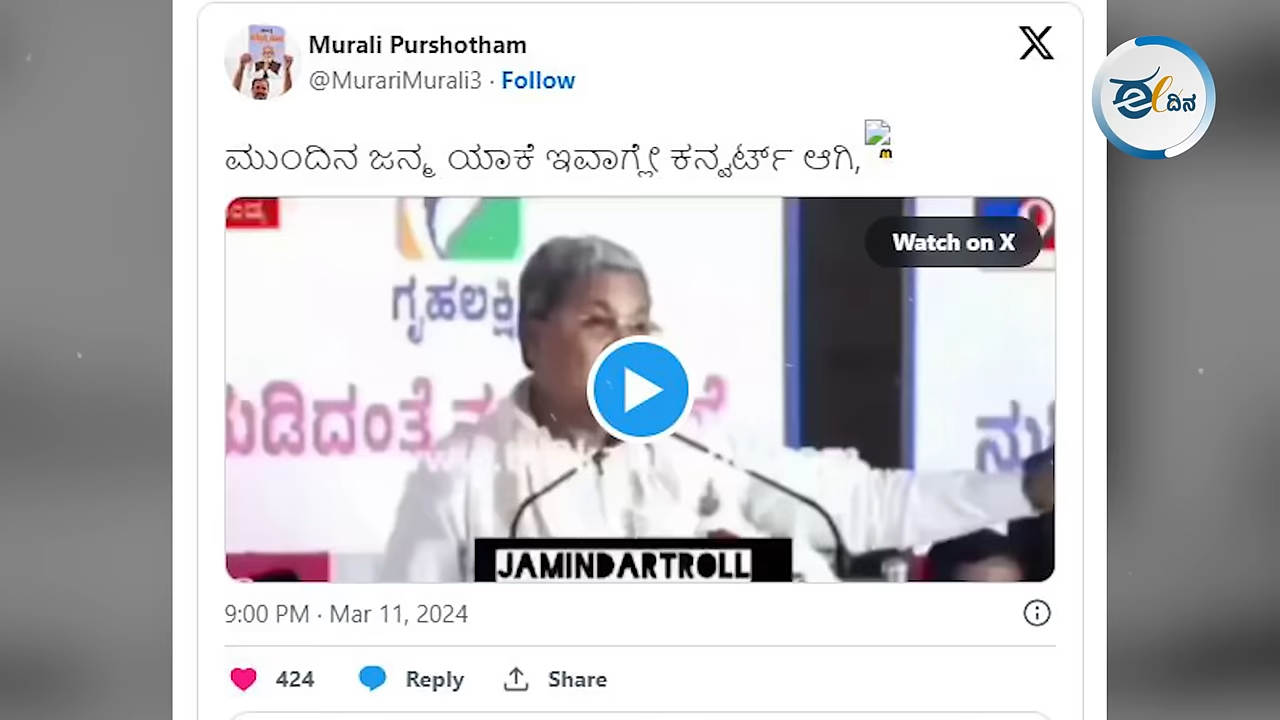 Murali Purshotham
@MurariMurali3 · Follow
ಈ ದಿನ
ಮುಂದಿನ ಜನ್ಮ ಯಾಕೆ ಇವಾಗ್ಲೇ ಕನ್ವರ್ಟ್ ಆಗಿ,
Watch on X
ಗೃಹಲಕ್ಷ್ಮಿ
ನುಡಿದಂತೆ
JAMINDARTROLL
9:00 PM · Mar 11, 2024
424 Reply Share